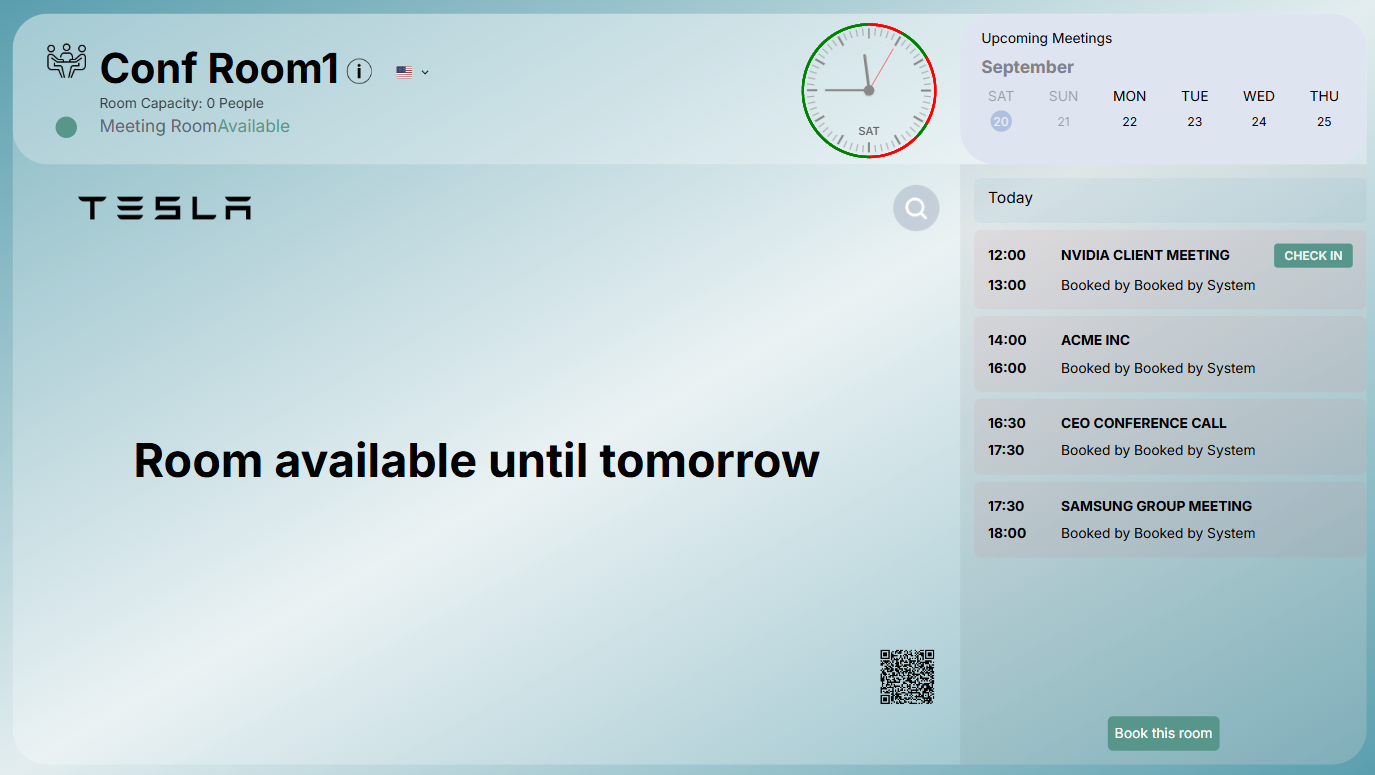 Conf Room1
Room Capacity: 0 People
Meeting RoomAvailable
SAT
Upcoming Meetings
September
SAT SUN MON TUE WED THU
20 21 22 23 24 25
TESLA
Room available until tomorrow
Today
12:00 NVIDIA CLIENT MEETING CHECK IN
13:00 Booked by Booked by System
14:00 ACME INC
16:00 Booked by Booked by System
16:30 CEO CONFERENCE CALL
17:30 Booked by Booked by System
17:30 SAMSUNG GROUP MEETING
18:00 Booked by Booked by System
Book this room